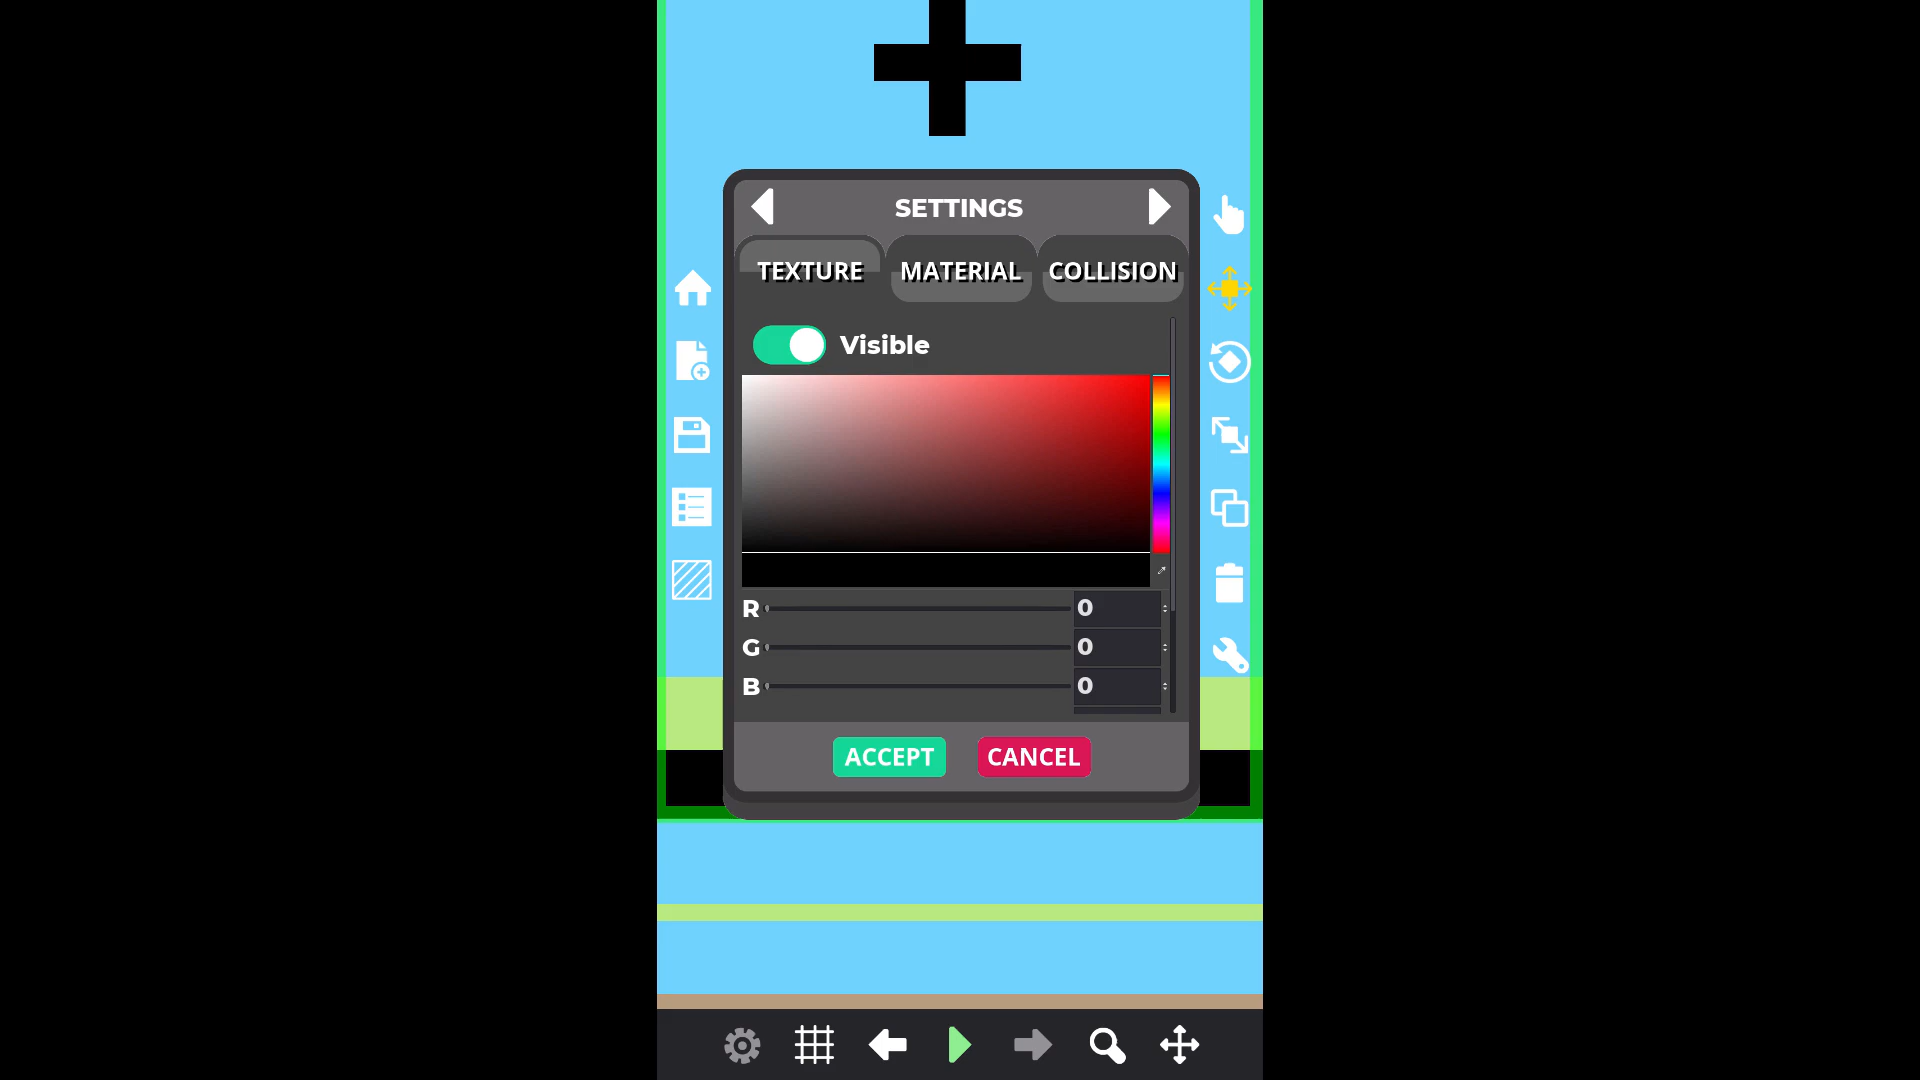 SETTINGS
TEXTURE MATERIAL COLLISION
Visible
R 0
G 0
B 0
ACCEPT CANCEL